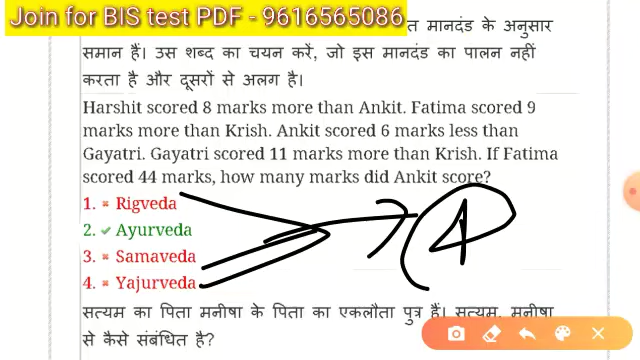 Join for BIS test PDF - 9616565086
मानदंड के अनुसार
समान हैं। उस शब्द का चयन करें, जो इस मानदंड का पालन नहीं
करता है और दूसरों से अलग है।
Harshit scored 8 marks more than Ankit. Fatima scored 9
marks more than Krish. Ankit scored 6 marks less than
Gayatri. Gayatri scored 11 marks more than Krish. If Fatima
scored 44 marks, how many marks did Ankit score?
1. Rigveda
2. Ayurveda
3. Samaveda
4. Yajurveda
4
सत्यम का पिता मनीषा के पिता का एकलौता पुत्र हैं। सत्यम, मनीषा
से कैसे संबंधित है?